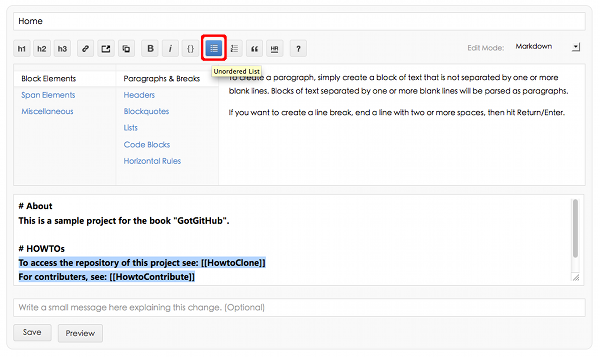 Home
h1 h2 h3 B i {} HR ? Edit Mode: Markdown
Unordered List
Block Elements
Span Elements
Miscellaneous
Paragraphs & Breaks
Headers
Blockquotes
Lists
Code Blocks
Horizontal Rules
To create a paragraph, simply create a block of text that is not separated by one or more
blank lines. Blocks of text separated by one or more blank lines will be parsed as paragraphs.
If you want to create a line break, end a line with two or more spaces, then hit Return/Enter.
# About
This is a sample project for the book "GotGitHub".
# HOWTOs
To access the repository of this project see: [[HowtoClone]]
For contributers, see: [[HowtoContribute]]
Write a small message here explaining this change. (Optional)
Save Preview